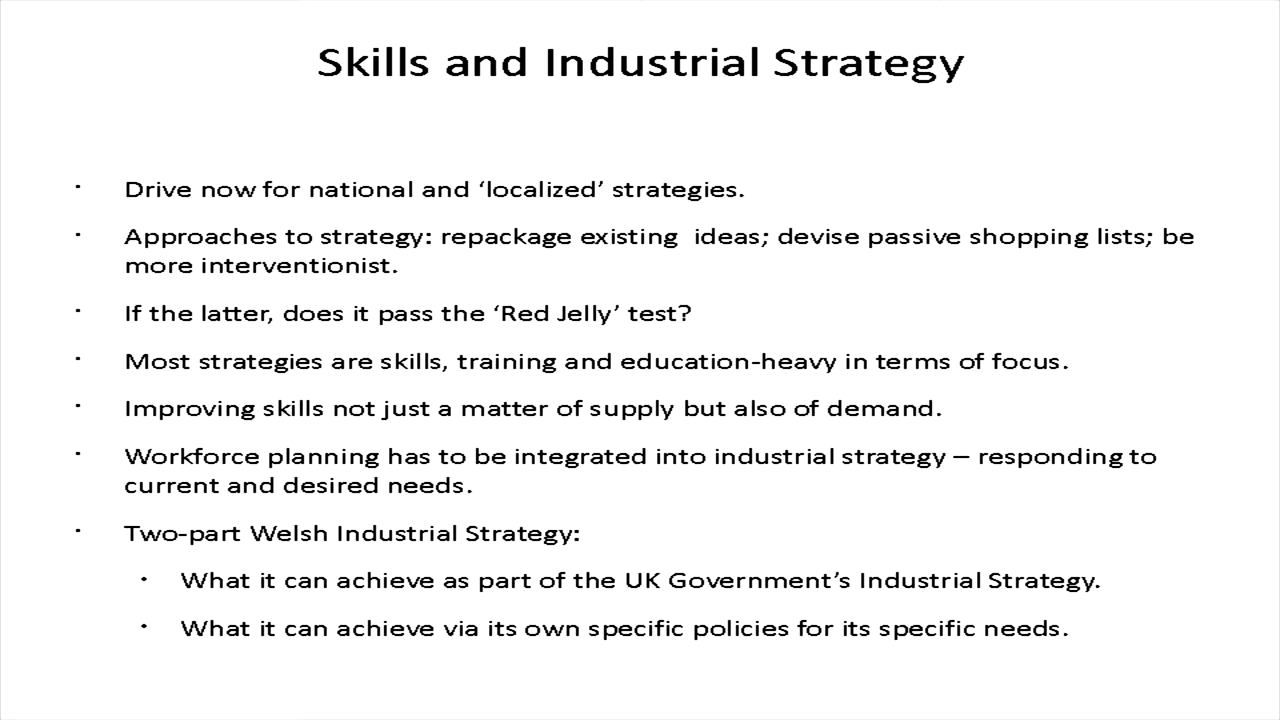 Skills and Industrial Strategy
· Drive now for national and ‘localized’ strategies.
· Approaches to strategy: repackage existing  ideas; devise passive shopping lists; be
more interventionist.
· If the latter, does it pass the ‘Red Jelly’ test?
· Most strategies are skills, training and education-heavy in terms of focus.
· Improving skills not just a matter of supply but also of demand.
· Workforce planning has to be integrated into industrial strategy – responding to
current and desired needs.
· Two-part Welsh Industrial Strategy:
· What it can achieve as part of the UK Government’s Industrial Strategy.
· What it can achieve via its own specific policies for its specific needs.